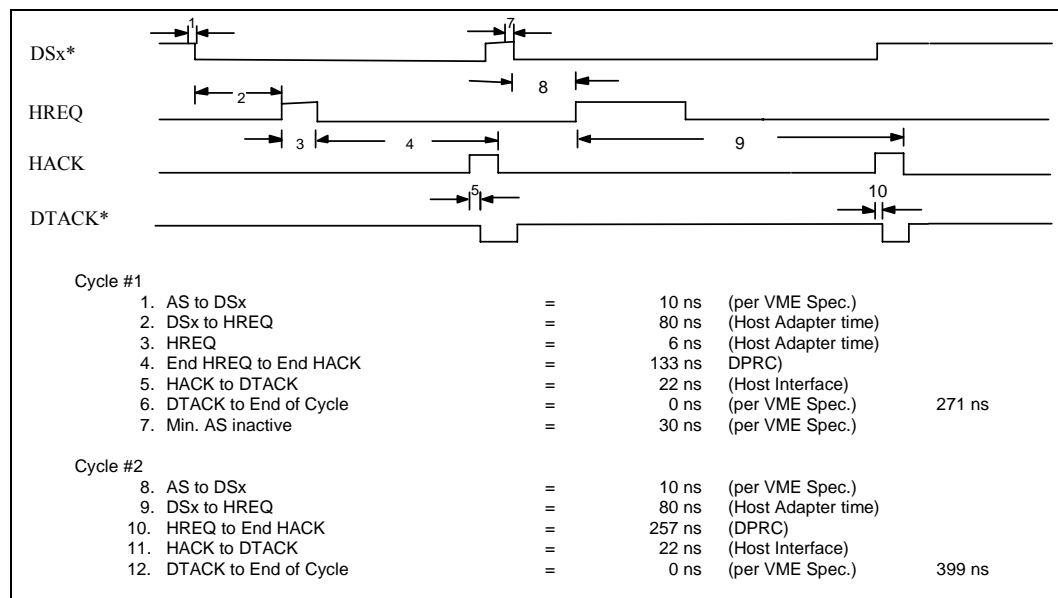 1 7
DSx*
8
2
HREQ
3 4 9
HACK
5 10
DTACK*
Cycle #1
1. AS to DSx = 10 ns (per VME Spec.)
2. DSx to HREQ = 80 ns (Host Adapter time)
3. HREQ = 6 ns (Host Adapter time)
4. End HREQ to End HACK = 133 ns DPRC)
5. HACK to DTACK = 22 ns (Host Interface)
6. DTACK to End of Cycle = 0 ns (per VME Spec.) 271 ns
7. Min. AS inactive = 30 ns (per VME Spec.)
Cycle #2
8. AS to DSx = 10 ns (per VME Spec.)
9. DSx to HREQ = 80 ns (Host Adapter time)
10. HREQ to End HACK = 257 ns (DPRC)
11. HACK to DTACK = 22 ns (Host Interface)
12. DTACK to End of Cycle = 0 ns (per VME Spec.) 399 ns